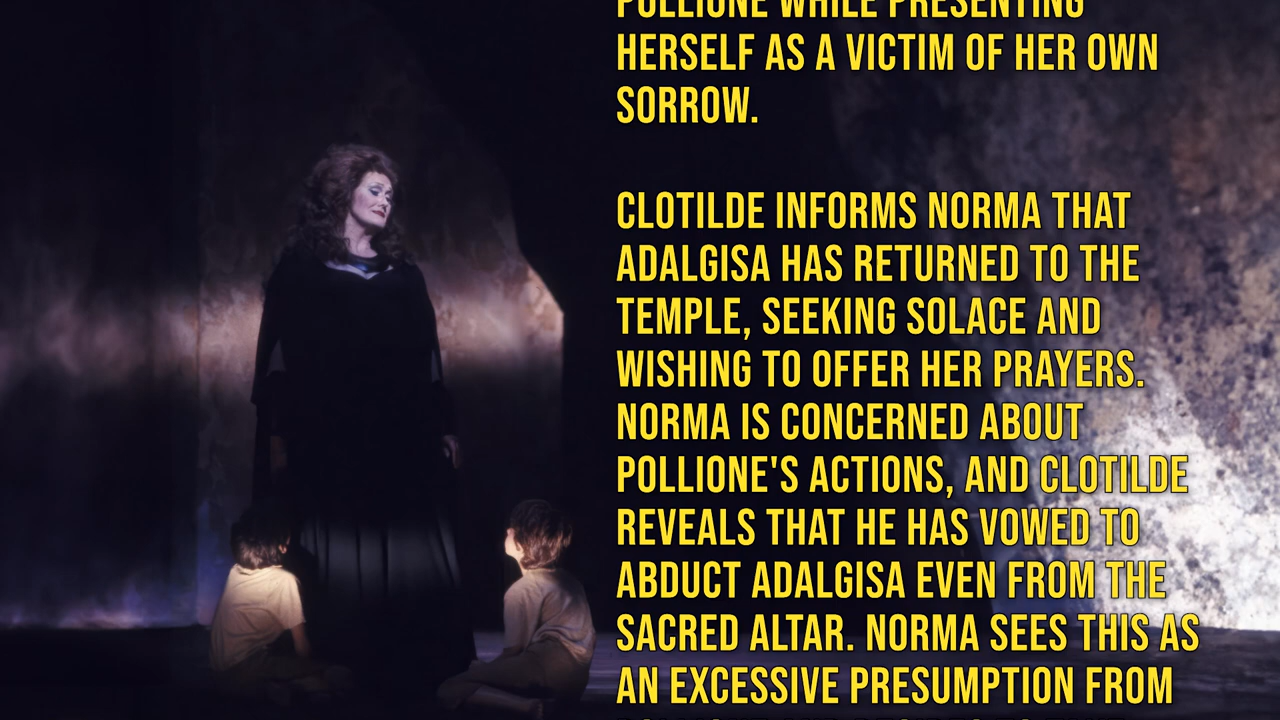 POLLIONE WHILE PRESENTING
HERSELF AS A VICTIM OF HER OWN
SORROW.
CLOTILDE INFORMS NORMA THAT
ADALGISA HAS RETURNED TO THE
TEMPLE, SEEKING SOLACE AND
WISHING TO OFFER HER PRAYERS.
NORMA IS CONCERNED ABOUT
POLLIONE'S ACTIONS, AND CLOTILDE
REVEALS THAT HE HAS VOWED TO
ABDUCT ADALGISA EVEN FROM THE
SACRED ALTAR. NORMA SEES THIS AS
AN EXCESSIVE PRESUMPTION FROM